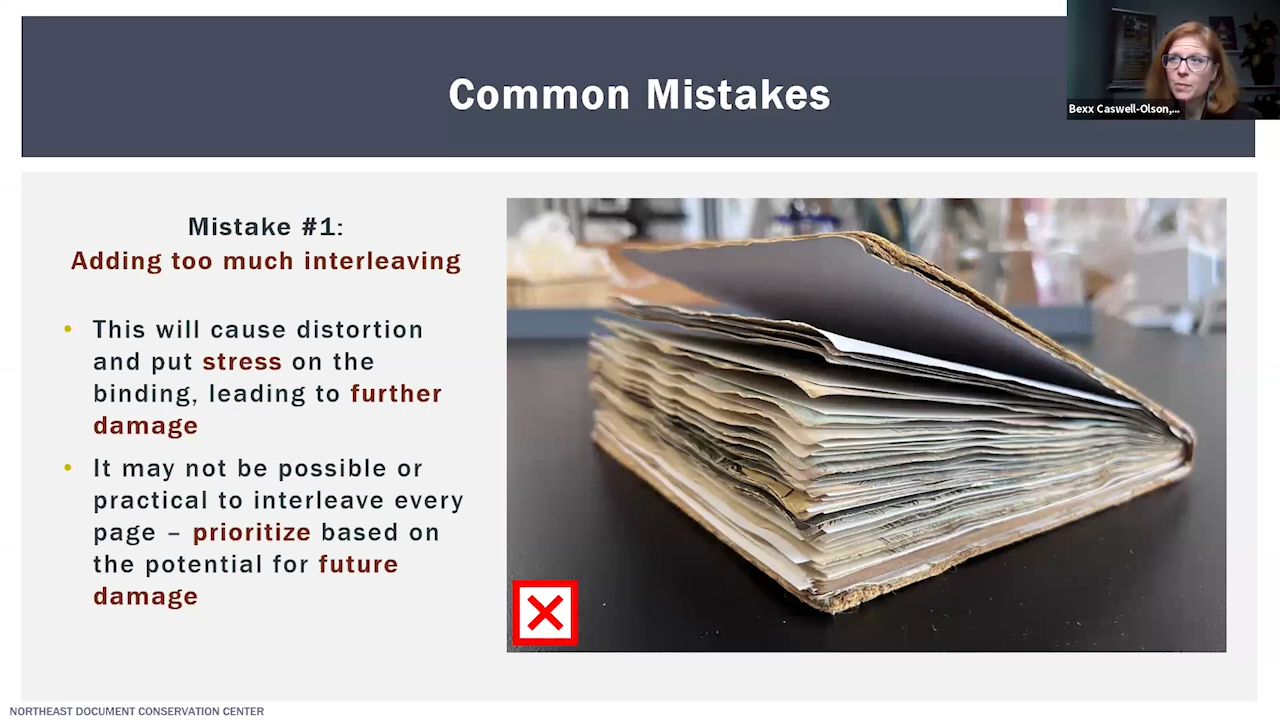 Common Mistakes
Bexx Caswell-Olson,...
Mistake #1:
Adding too much interleaving
• This will cause distortion
and put stress on the
binding, leading to further
damage
• It may not be possible or
practical to interleave every
page – prioritize based on
the potential for future
damage
NORTHEAST DOCUMENT CONSERVATION CENTER